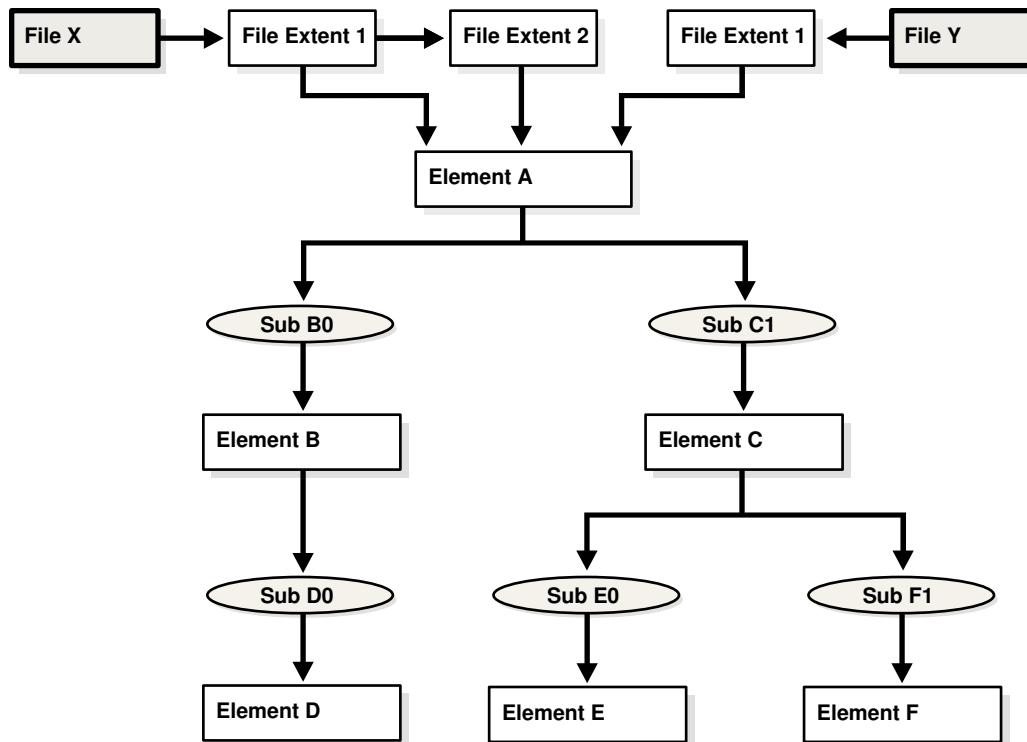 File X
File Extent 1
File Extent 2
File Extent 1
File Y
Element A
Sub B0
Sub C1
Element B
Element C
Sub D0
Sub E0
Sub F1
Element D
Element E
Element F